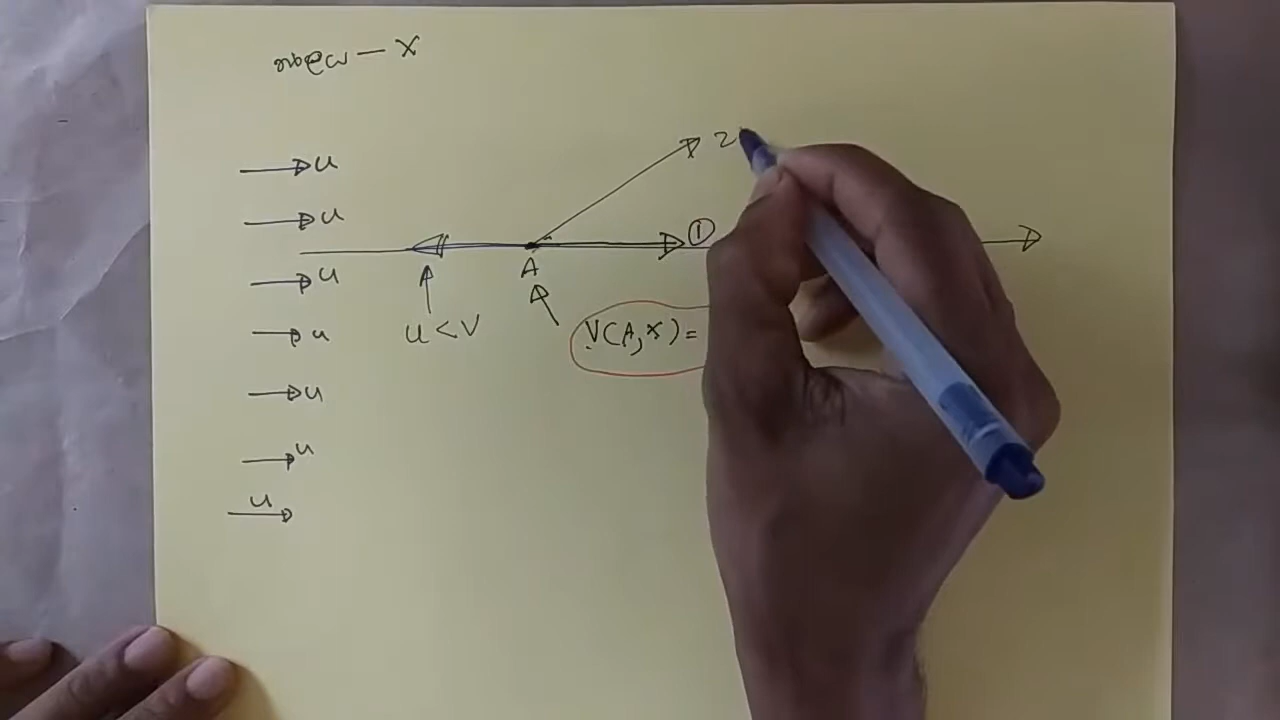 — X
2
u
u
①
u
A
u < V
V(A,x) =
u
u
u
u